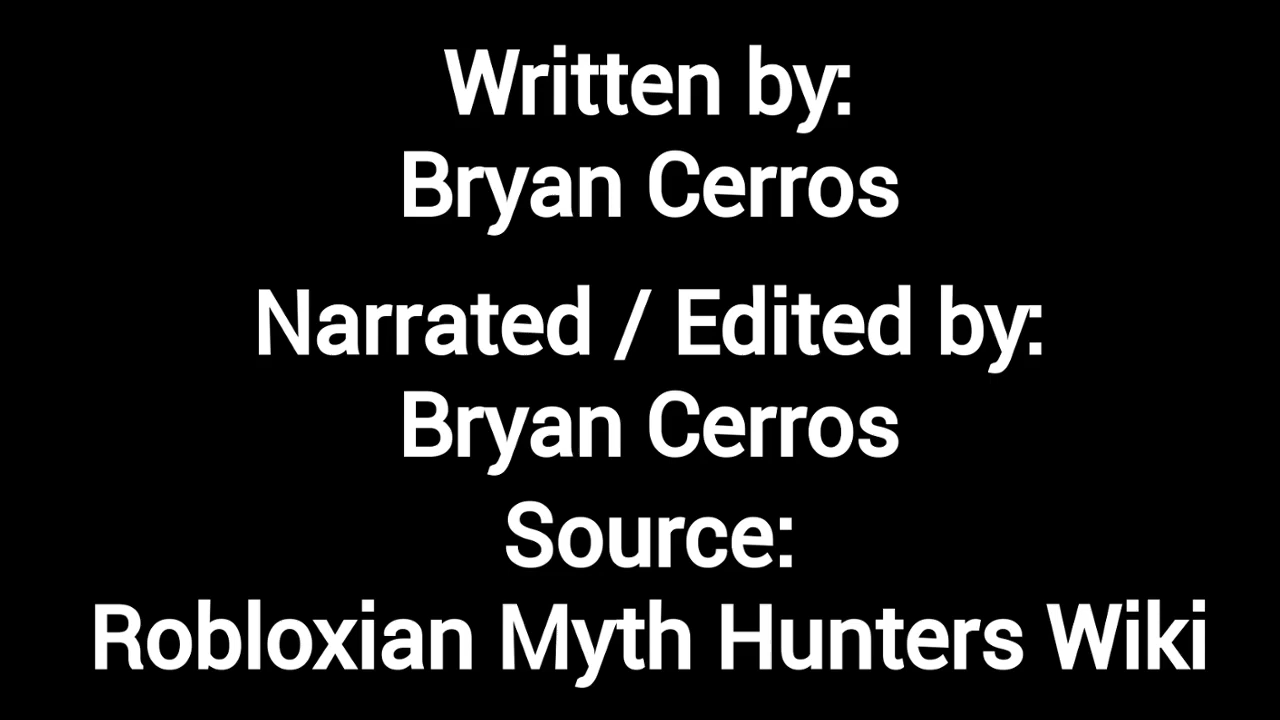 Written by:
Bryan Cerros
Narrated / Edited by:
Bryan Cerros
Source:
Robloxian Myth Hunters Wiki